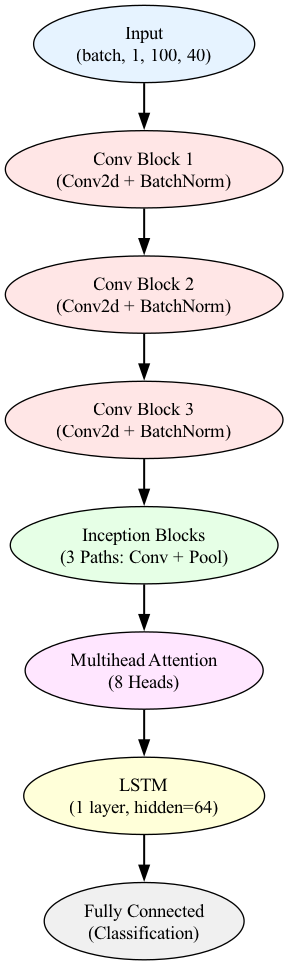 Input
(batch, 1, 100, 40)
Conv Block 1
(Conv2d + BatchNorm)
Conv Block 2
(Conv2d + BatchNorm)
Conv Block 3
(Conv2d + BatchNorm)
Inception Blocks
(3 Paths: Conv + Pool)
Multihead Attention
(8 Heads)
LSTM
(1 layer, hidden=64)
Fully Connected
(Classification)